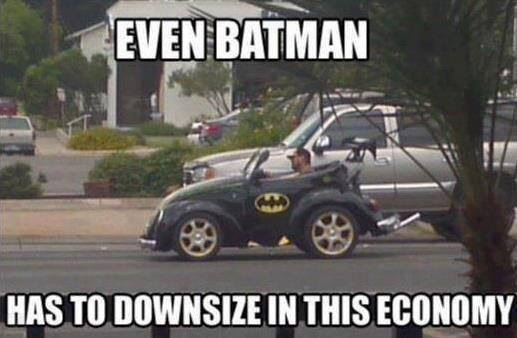 EVEN BATMAN
HAS TO DOWNSIZE IN THIS ECONOMY